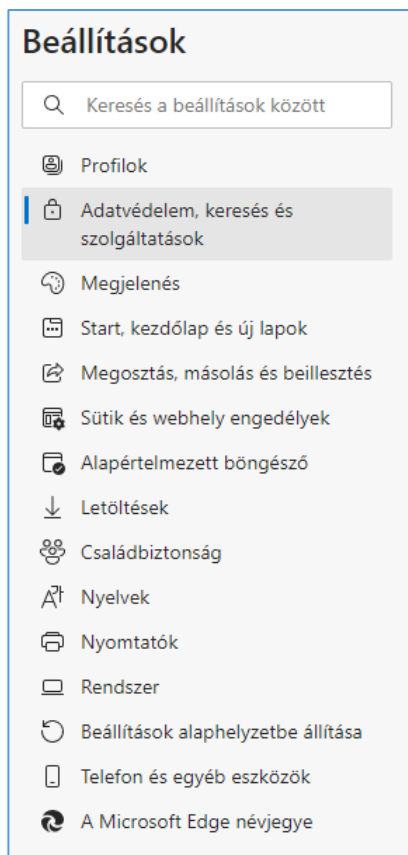 Beállítások
Keresés a beállítások között
Profilok
Adatvédelem, keresés és
szolgáltatások
Megjelenés
Start, kezdőlap és új lapok
Megosztás, másolás és beillesztés
Sütik és webhely engedélyek
Alapértelmezett böngésző
Letöltések
Családbiztonság
Nyelvek
Nyomtatók
Rendszer
Beállítások alaphelyzetbe állítása
Telefon és egyéb eszközök
A Microsoft Edge névjegye